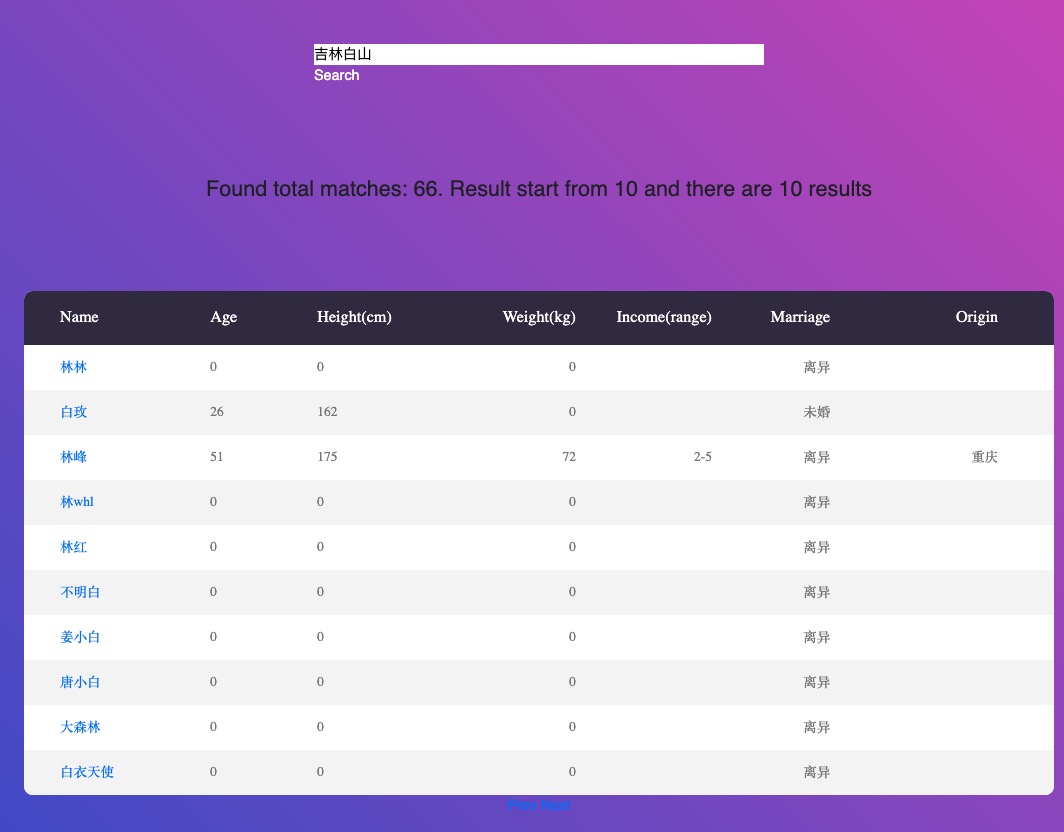 吉林白山
Search
Found total matches: 66. Result start from 10 and there are 10 results
Name Age Height(cm) Weight(kg) Income(range) Marriage Origin
林林 0 0 0 离异
白玫 26 162 0 未婚
林峰 51 175 72 2-5 离异 重庆
林whl 0 0 0 离异
林红 0 0 0 离异
不明白 0 0 0 离异
姜小白 0 0 0 离异
唐小白 0 0 0 离异
大森林 0 0 0 离异
白衣天使 0 0 0 离异
Prev Next